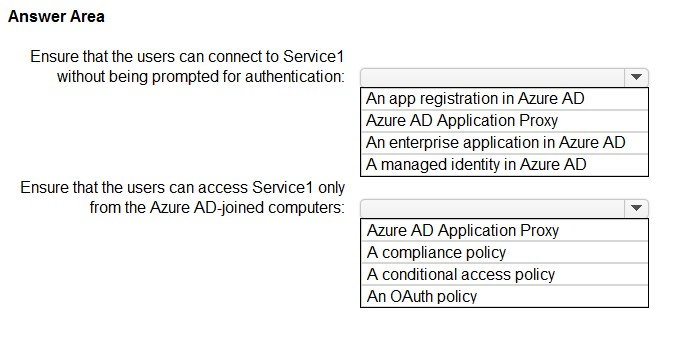 Answer Area
Ensure that the users can connect to Service1
without being prompted for authentication:
An app registration in Azure AD
Azure AD Application Proxy
An enterprise application in Azure AD
A managed identity in Azure AD
Ensure that the users can access Service1 only
from the Azure AD-joined computers:
Azure AD Application Proxy
A compliance policy
A conditional access policy
An OAuth policy